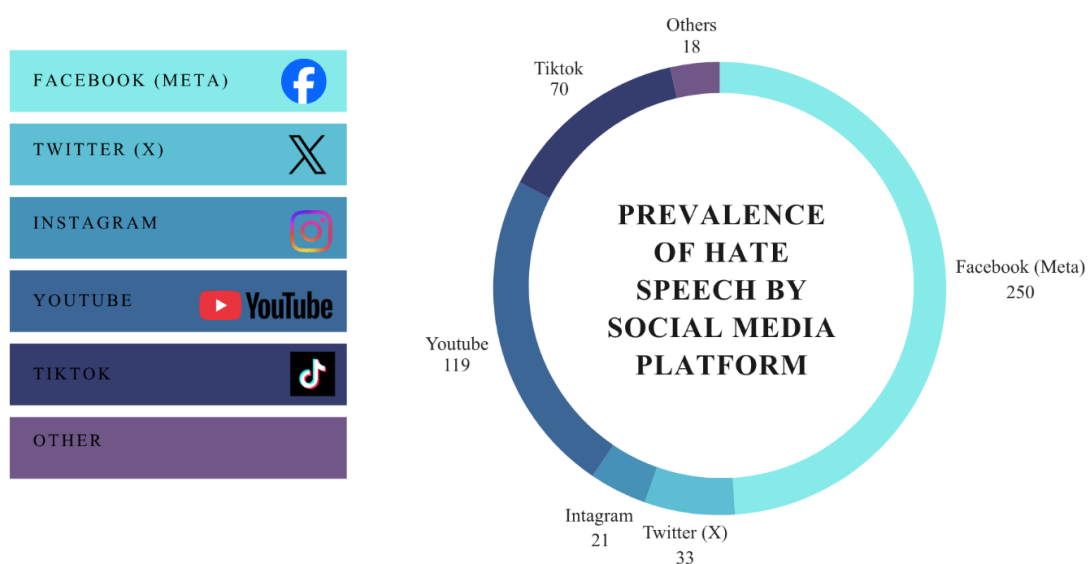 FACEBOOK (META)
TWITTER (X)
INSTAGRAM
YOUTUBE
YouTube
TIKTOK
OTHER
Others
18
Tiktok
70
PREVALENCE
OF HATE
SPEECH BY
SOCIAL MEDIA
PLATFORM
Facebook (Meta)
250
Youtube
119
Intagram
21
Twitter (X)
33